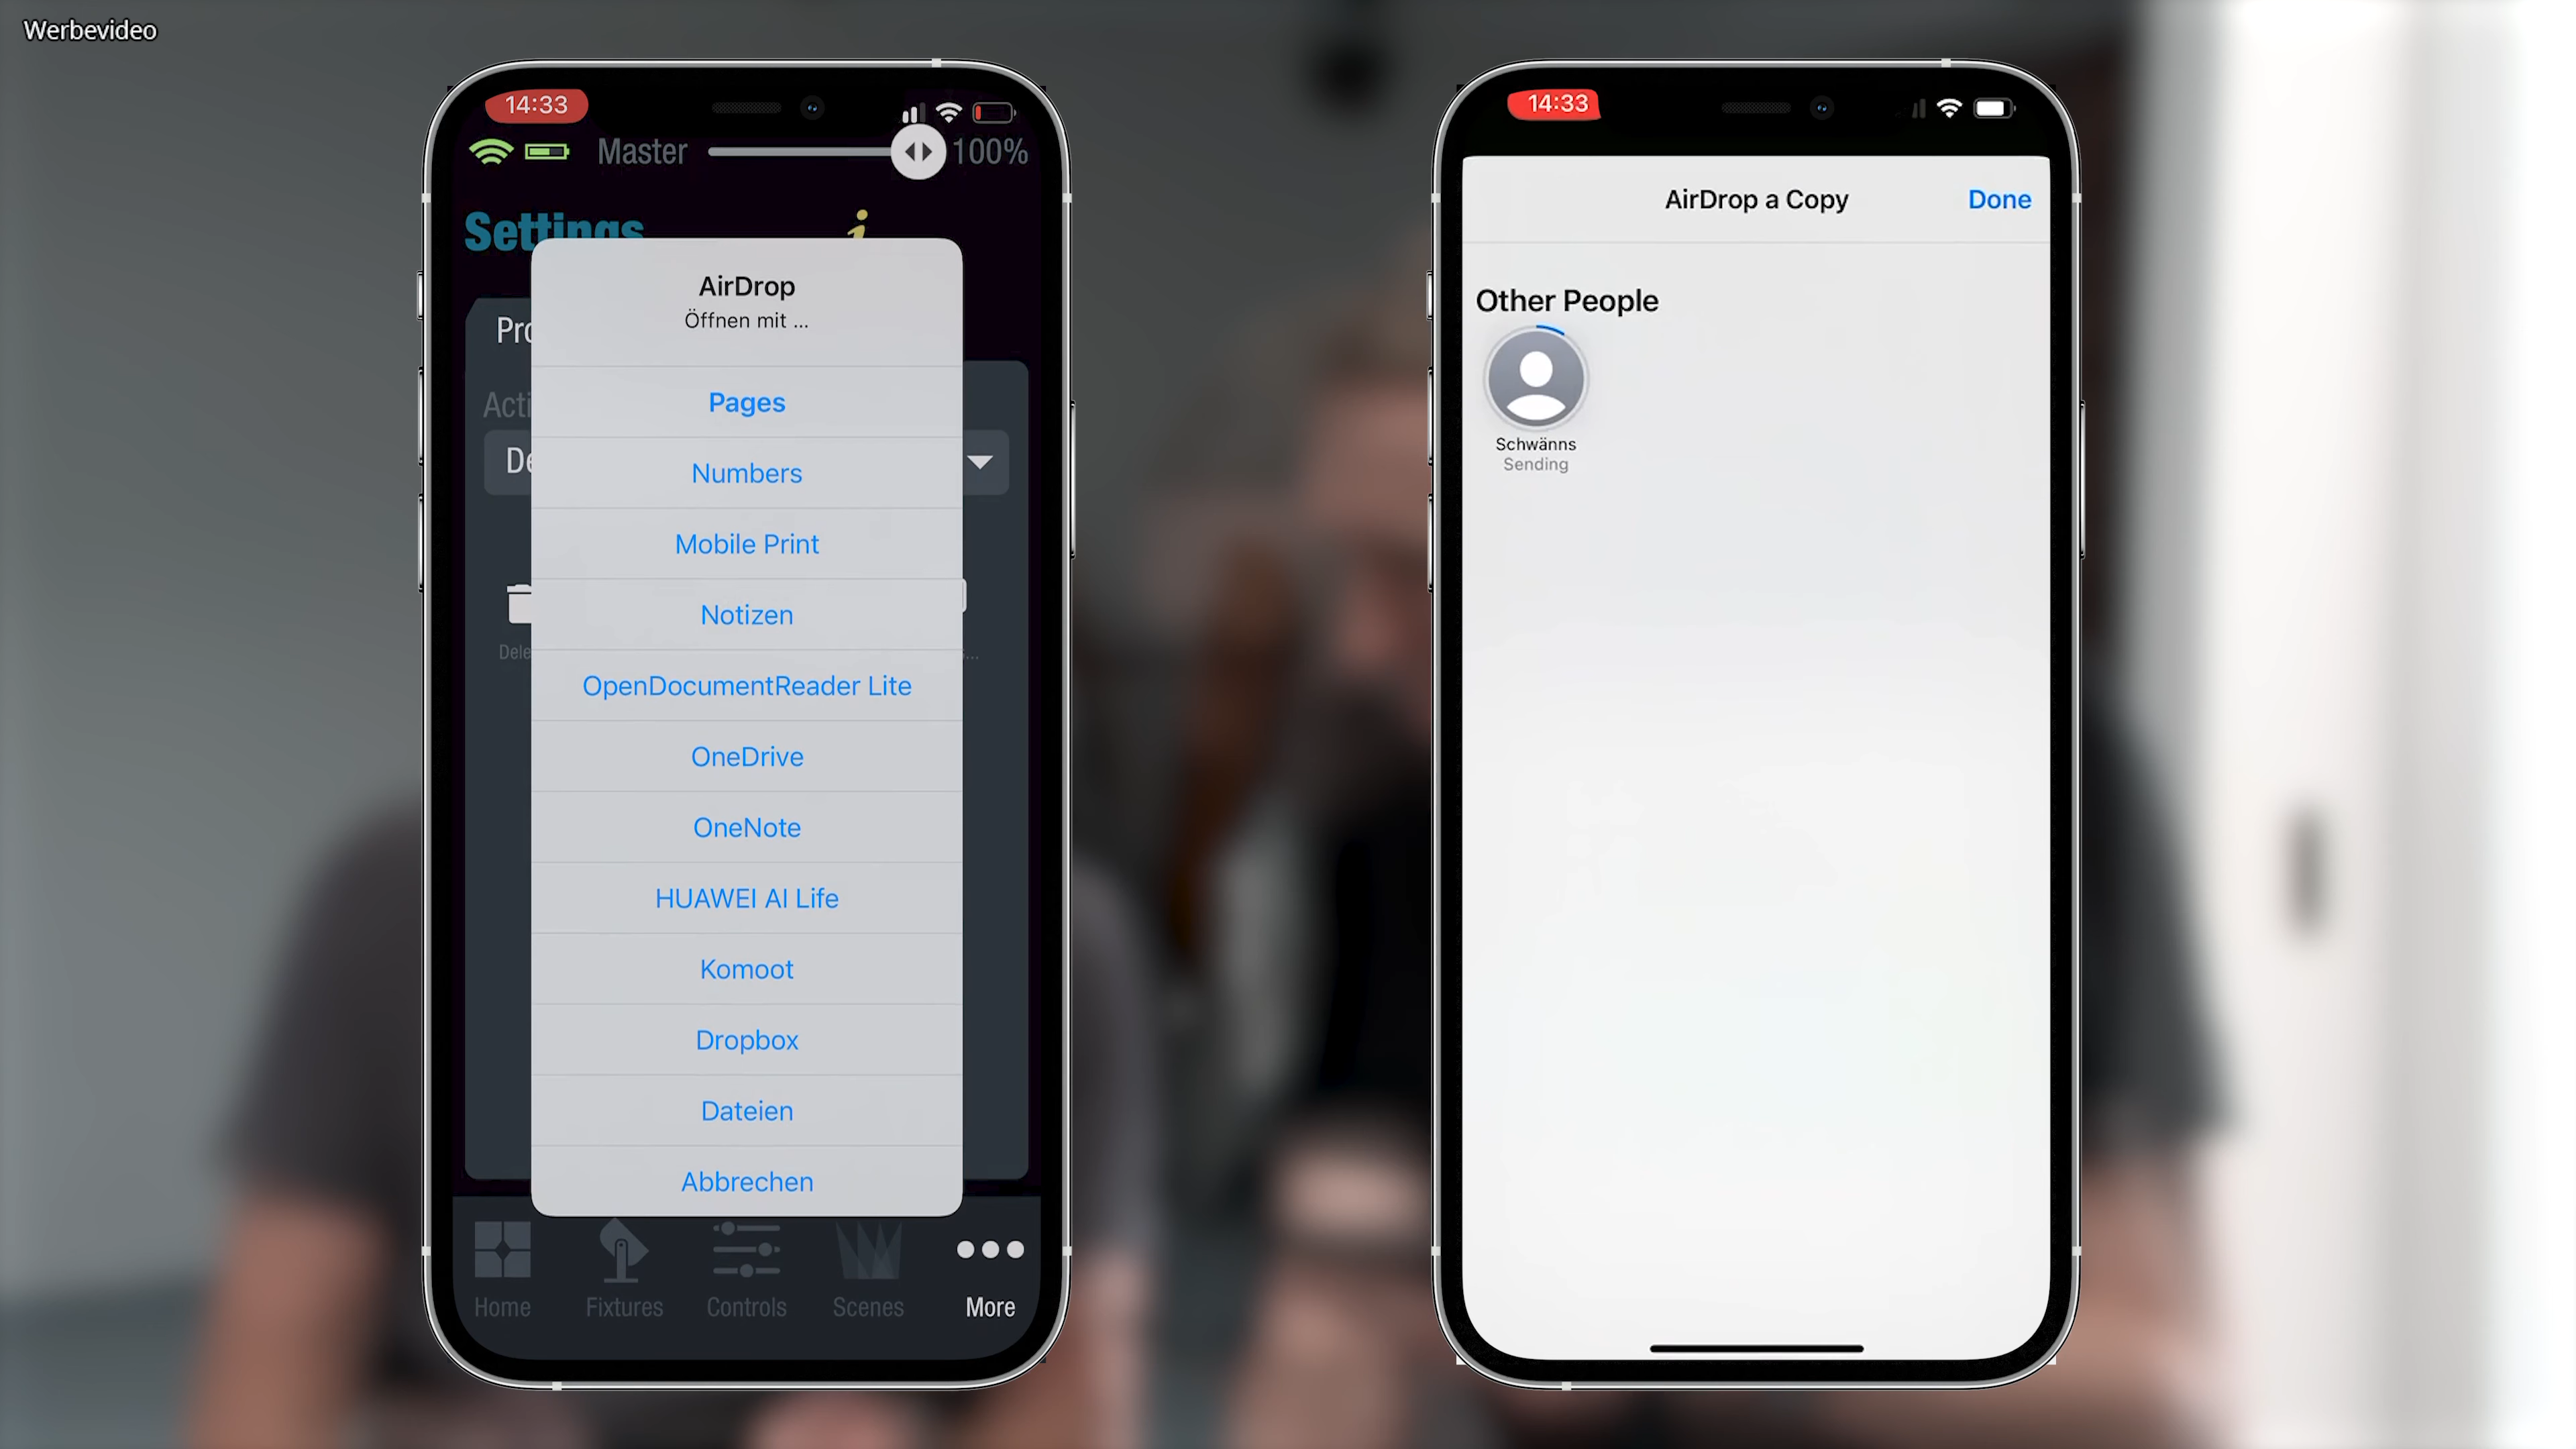 Werbevideo
14:33
Master
100%
Settings
AirDrop
Öffnen mit ...
Pages
Numbers
Mobile Print
Notizen
OpenDocumentReader Lite
OneDrive
OneNote
HUAWEI AI Life
Komoot
Dropbox
Dateien
Abbrechen
Home
Fixtures
Controls
Scenes
More
14:33
AirDrop a Copy
Done
Other People
Schwänns
Sending